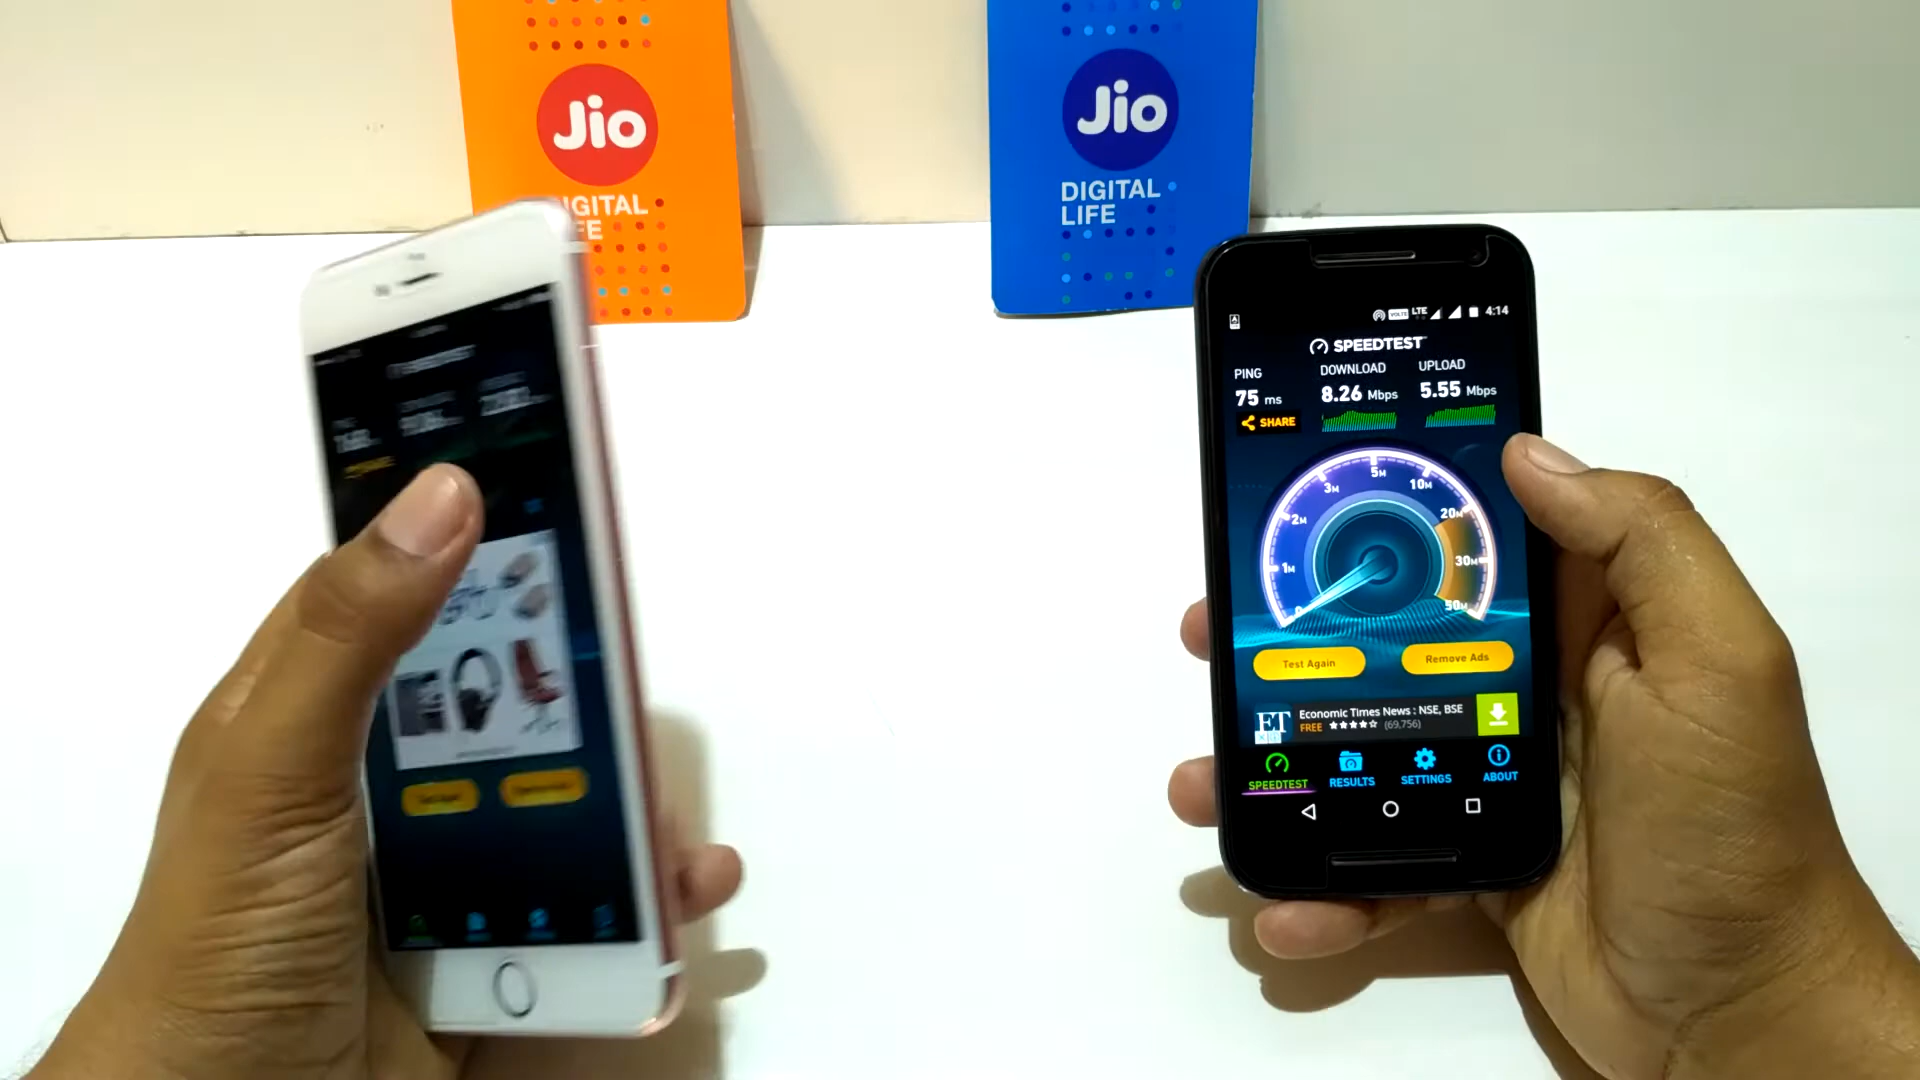 Jio
IGITAL
FE
Jio
DIGITAL
LIFE
VOLTE LTE 4:14
SPEEDTEST
PING DOWNLOAD UPLOAD
75 ms 8.26 Mbps 5.55 Mbps
SHARE
5M
3M 10M
2M 20M
1M 30M
0 50M
Test Again Remove Ads
ET Economic Times News : NSE, BSE
FREE ★★★★☆ (69,756)
SPEEDTEST RESULTS SETTINGS ABOUT